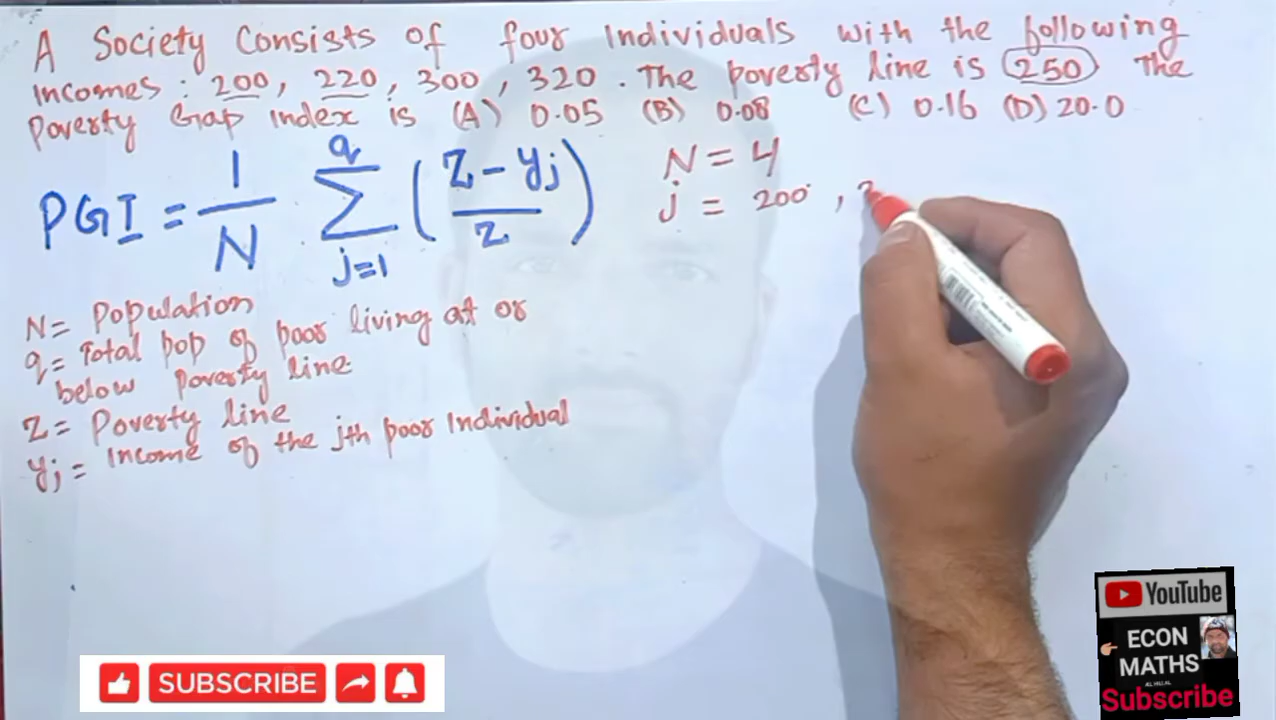 A Society Consists of four Individuals with the following
incomes : 200, 220, 300, 320. The poverty line is 250 The
Poverty Gap index is (A) 0.05 (B) 0.08 (C) 0.16 (D) 20.0
PGI = 1/N q∑j=1 (Z - yj / Z)
N = 4
j = 200,
N = Population
q = Total pop of poor living at or
below poverty line
Z = Poverty line
yj = income of the jth poor Individual
SUBSCRIBE
YouTube
ECON
MATHS
Subscribe